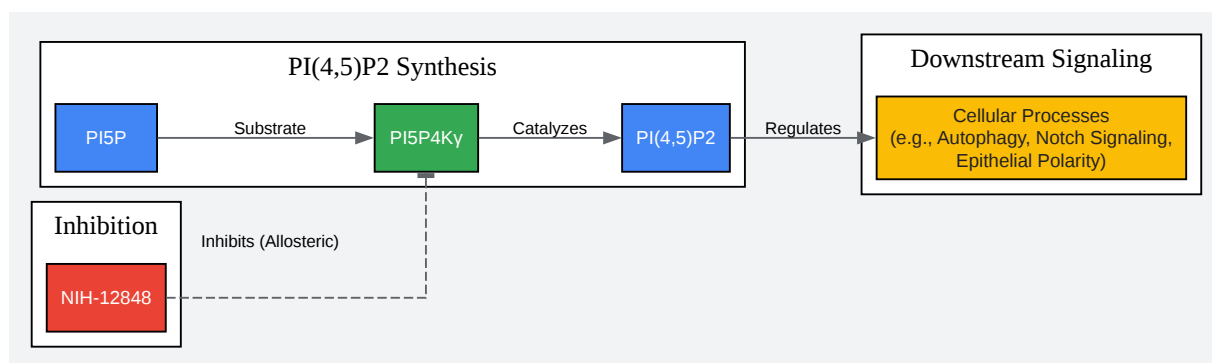 PI(4,5)P2 Synthesis
PI5P
Substrate
PI5P4Kγ
Catalyzes
PI(4,5)P2
Regulates
Downstream Signaling
Cellular Processes
(e.g., Autophagy, Notch Signaling,
Epithelial Polarity)
Inhibition
NIH-12848
Inhibits (Allosteric)